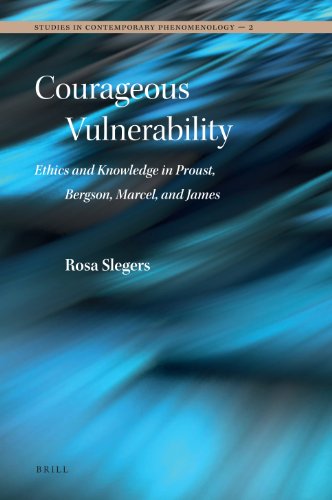 STUDIES IN CONTEMPORARY PHENOMENOLOGY — 2
Courageous
Vulnerability
Ethics and Knowledge in Proust,
Bergson, Marcel, and James
Rosa Slegers
BRILL